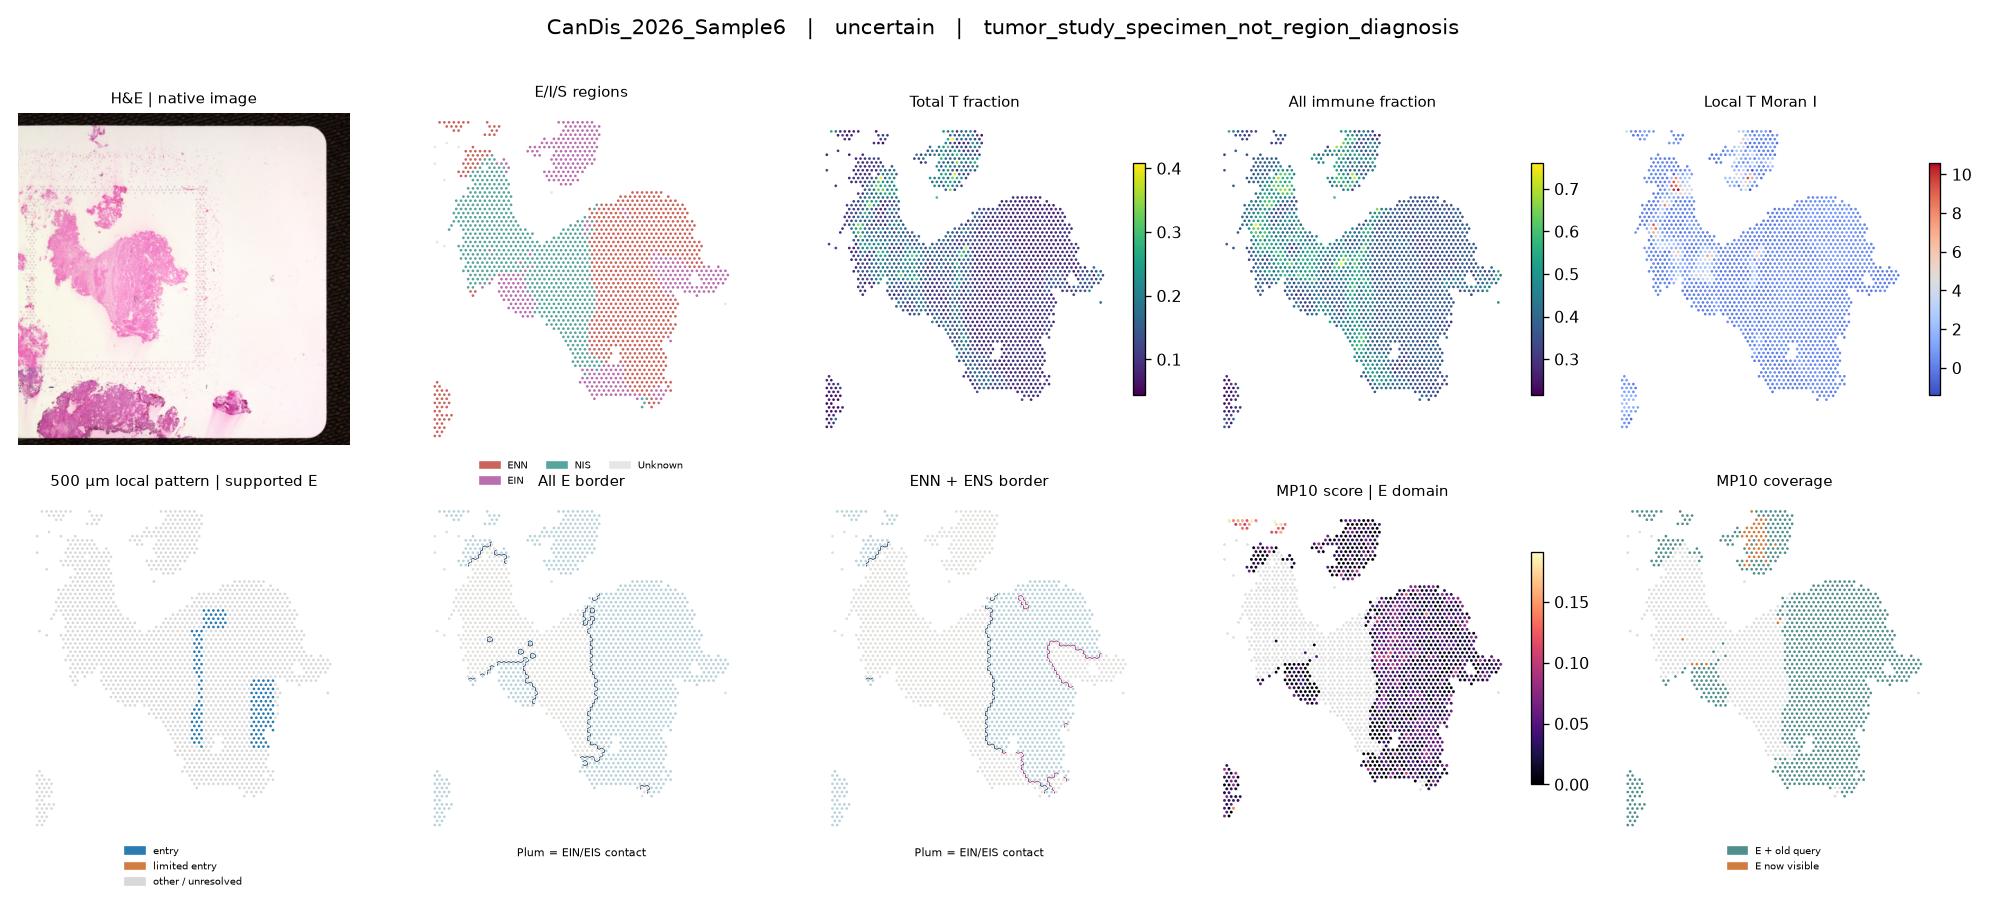 CanDis_2026_Sample6 | uncertain | tumor_study_specimen_not_region_diagnosis
H&E | native image
E/I/S regions
Total T fraction
All immune fraction
Local T Moran I
0.4
0.3
0.2
0.1
0.7
0.6
0.5
0.4
0.3
10
8
6
4
2
0
ENN
NIS
Unknown
EIN
500 µm local pattern | supported E
All E border
ENN + ENS border
MP10 score | E domain
MP10 coverage
0.15
0.10
0.05
0.00
entry
limited entry
other / unresolved
Plum = EIN/EIS contact
Plum = EIN/EIS contact
E + old query
E now visible